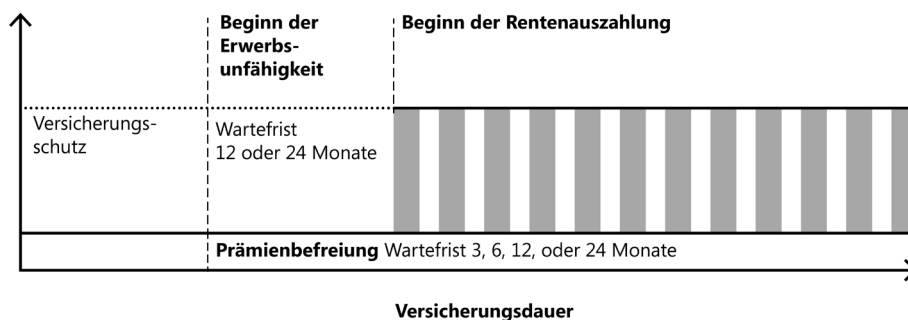 Beginn der
Erwerbs-
unfähigkeit
Beginn der Rentenauszahlung
Versicherungs-
schutz
Wartefrist
12 oder 24 Monate
Prämienbefreiung Wartefrist 3, 6, 12, oder 24 Monate
Versicherungsdauer